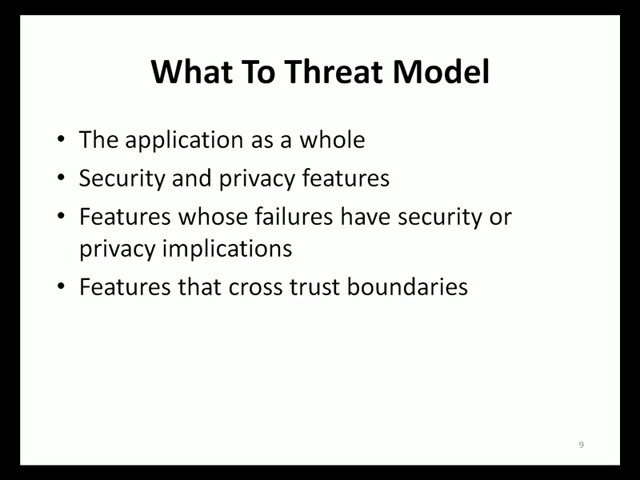 What To Threat Model
• The application as a whole
• Security and privacy features
• Features whose failures have security or
privacy implications
• Features that cross trust boundaries
9